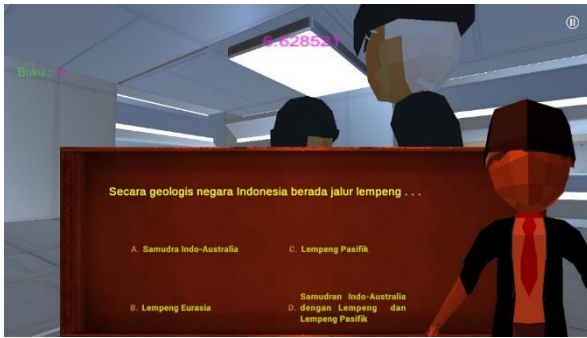 6.628521
Buku :
Secara geologis negara Indonesia berada jalur lempeng . . .
A. Samudra Indo-Australia
C. Lempeng Pasifik
B. Lempeng Eurasia
Samudran Indo-Australia
D. dengan Lempeng dan
Lempeng Pasifik